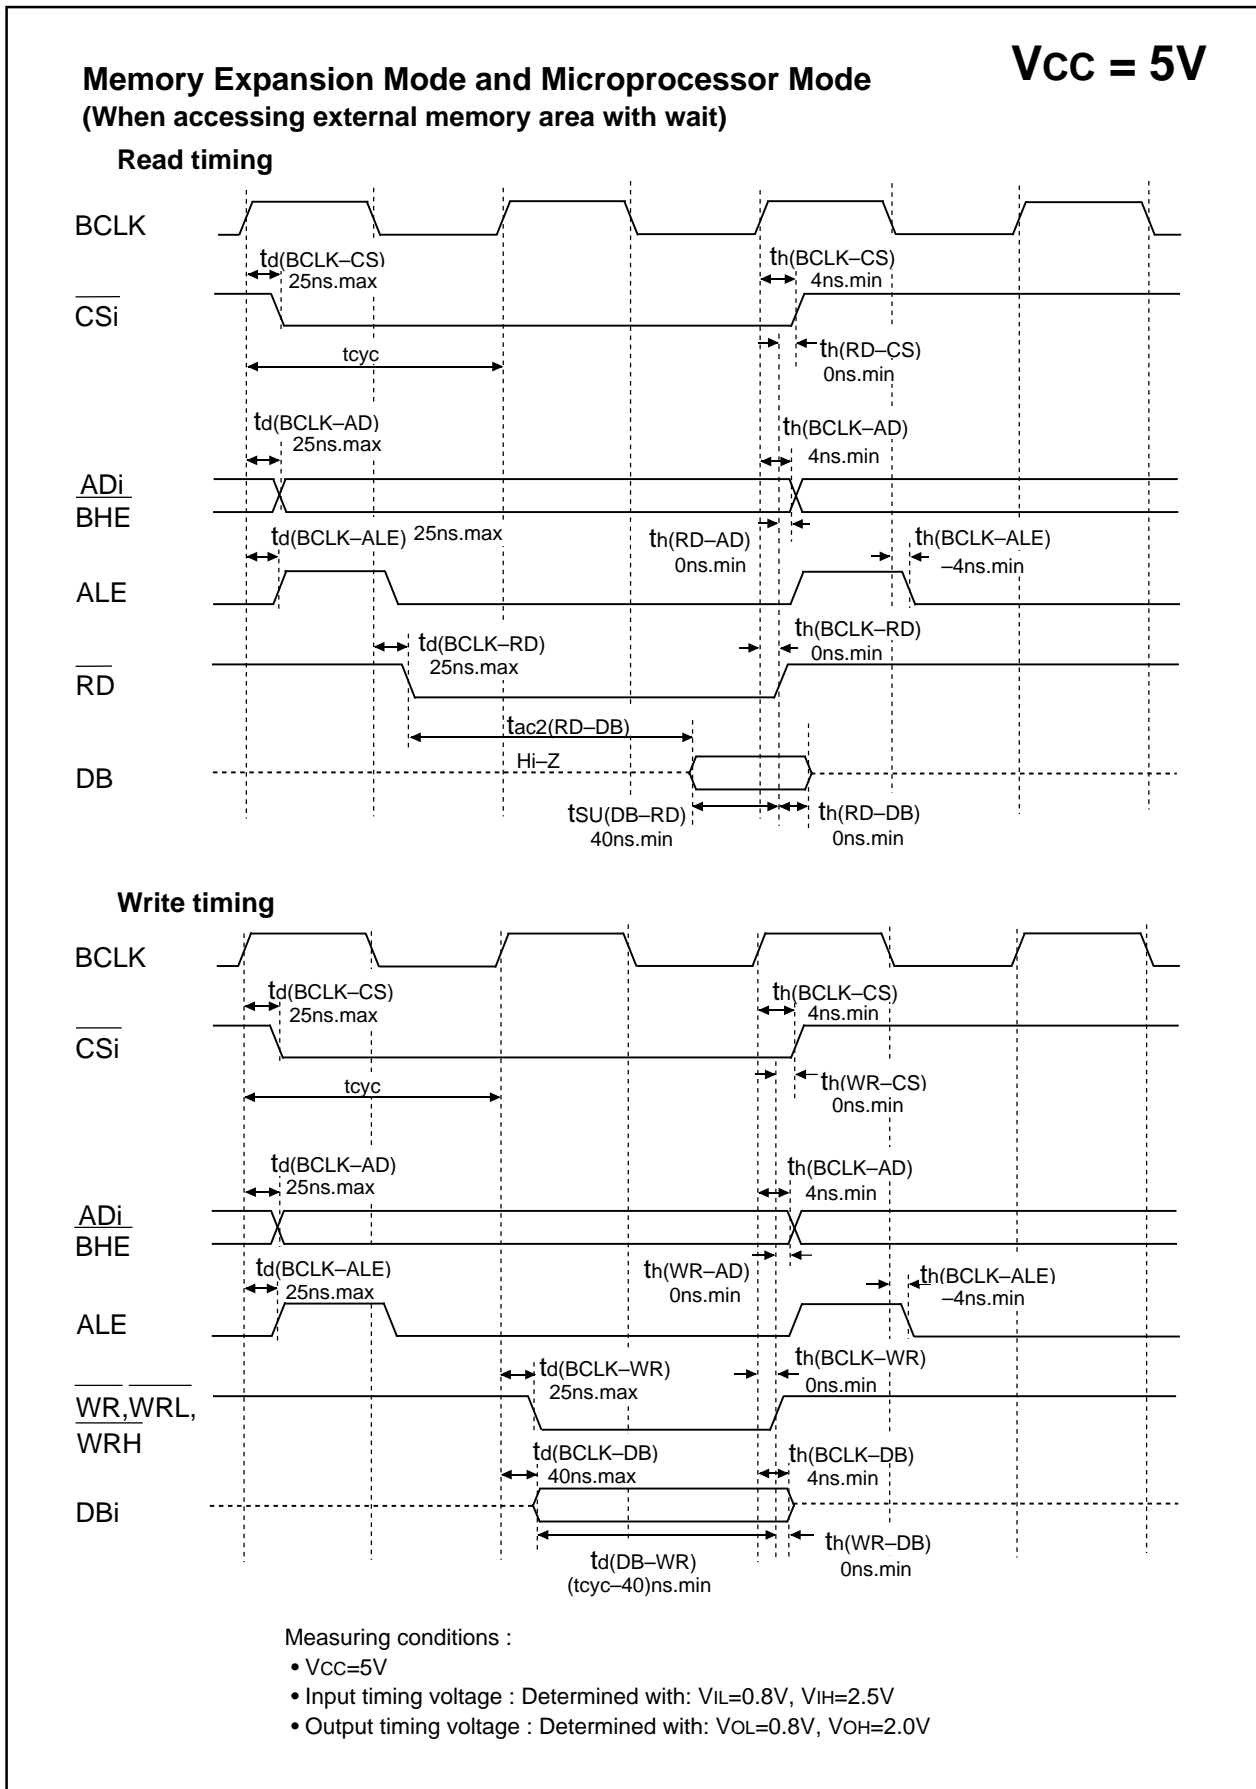 VCC = 5V
Memory Expansion Mode and Microprocessor Mode
(When accessing external memory area with wait)
Read timing
BCLK
td(BCLK–CS)
25ns.max
th(BCLK–CS)
4ns.min
CSi
tcyc
th(RD–CS)
0ns.min
td(BCLK–AD)
25ns.max
th(BCLK–AD)
4ns.min
ADi
BHE
td(BCLK–ALE) 25ns.max
th(RD–AD)
0ns.min
th(BCLK–ALE)
–4ns.min
ALE
td(BCLK–RD)
25ns.max
th(BCLK–RD)
0ns.min
RD
tac2(RD–DB)
Hi–Z
DB
tSU(DB–RD)
40ns.min
th(RD–DB)
0ns.min
Write timing
BCLK
td(BCLK–CS)
25ns.max
th(BCLK–CS)
4ns.min
CSi
tcyc
th(WR–CS)
0ns.min
td(BCLK–AD)
25ns.max
th(BCLK–AD)
4ns.min
ADi
BHE
td(BCLK–ALE)
25ns.max
th(WR–AD)
0ns.min
th(BCLK–ALE)
–4ns.min
ALE
td(BCLK–WR)
25ns.max
th(BCLK–WR)
0ns.min
WR,WRL,
WRH
td(BCLK–DB)
40ns.max
th(BCLK–DB)
4ns.min
DBi
td(DB–WR)
(tcyc–40)ns.min
th(WR–DB)
0ns.min
Measuring conditions :
• VCC=5V
• Input timing voltage : Determined with: VIL=0.8V, VIH=2.5V
• Output timing voltage : Determined with: VOL=0.8V, VOH=2.0V